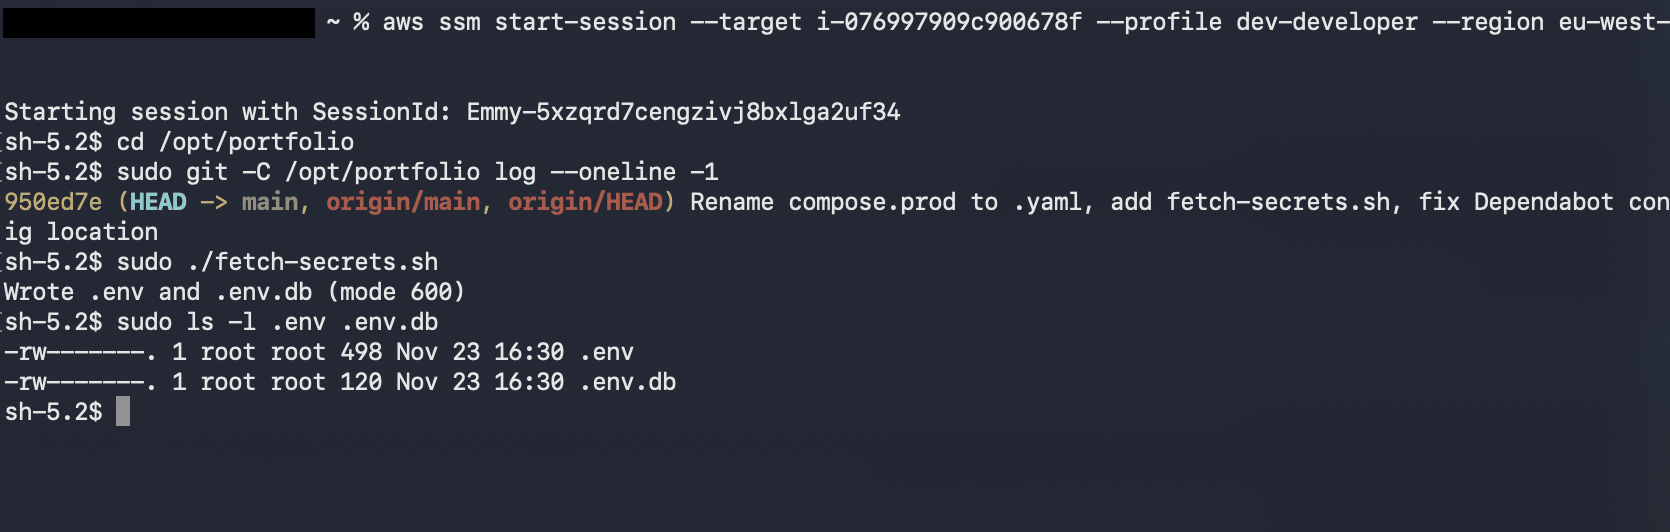 ~ % aws ssm start-session --target i-076997909c900678f --profile dev-developer --region eu-west-
Starting session with SessionId: Emmy-5xzqrd7cengzivj8bxlga2uf34
sh-5.2$ cd /opt/portfolio
sh-5.2$ sudo git -C /opt/portfolio log --oneline -1
950ed7e (HEAD -> main, origin/main, origin/HEAD) Rename compose.prod to .yaml, add fetch-secrets.sh, fix Dependabot con
ig location
sh-5.2$ sudo ./fetch-secrets.sh
Wrote .env and .env.db (mode 600)
sh-5.2$ sudo ls -l .env .env.db
-rw-------. 1 root root 498 Nov 23 16:30 .env
-rw-------. 1 root root 120 Nov 23 16:30 .env.db
sh-5.2$